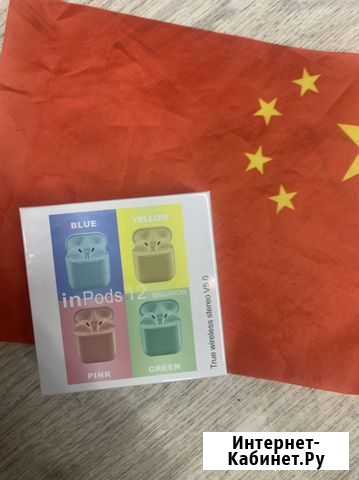 BLUE
YELLOW
inPods 12
PINK
GREEN
True wireless stereo V5.0
Интернет-
Кабинет.Ру